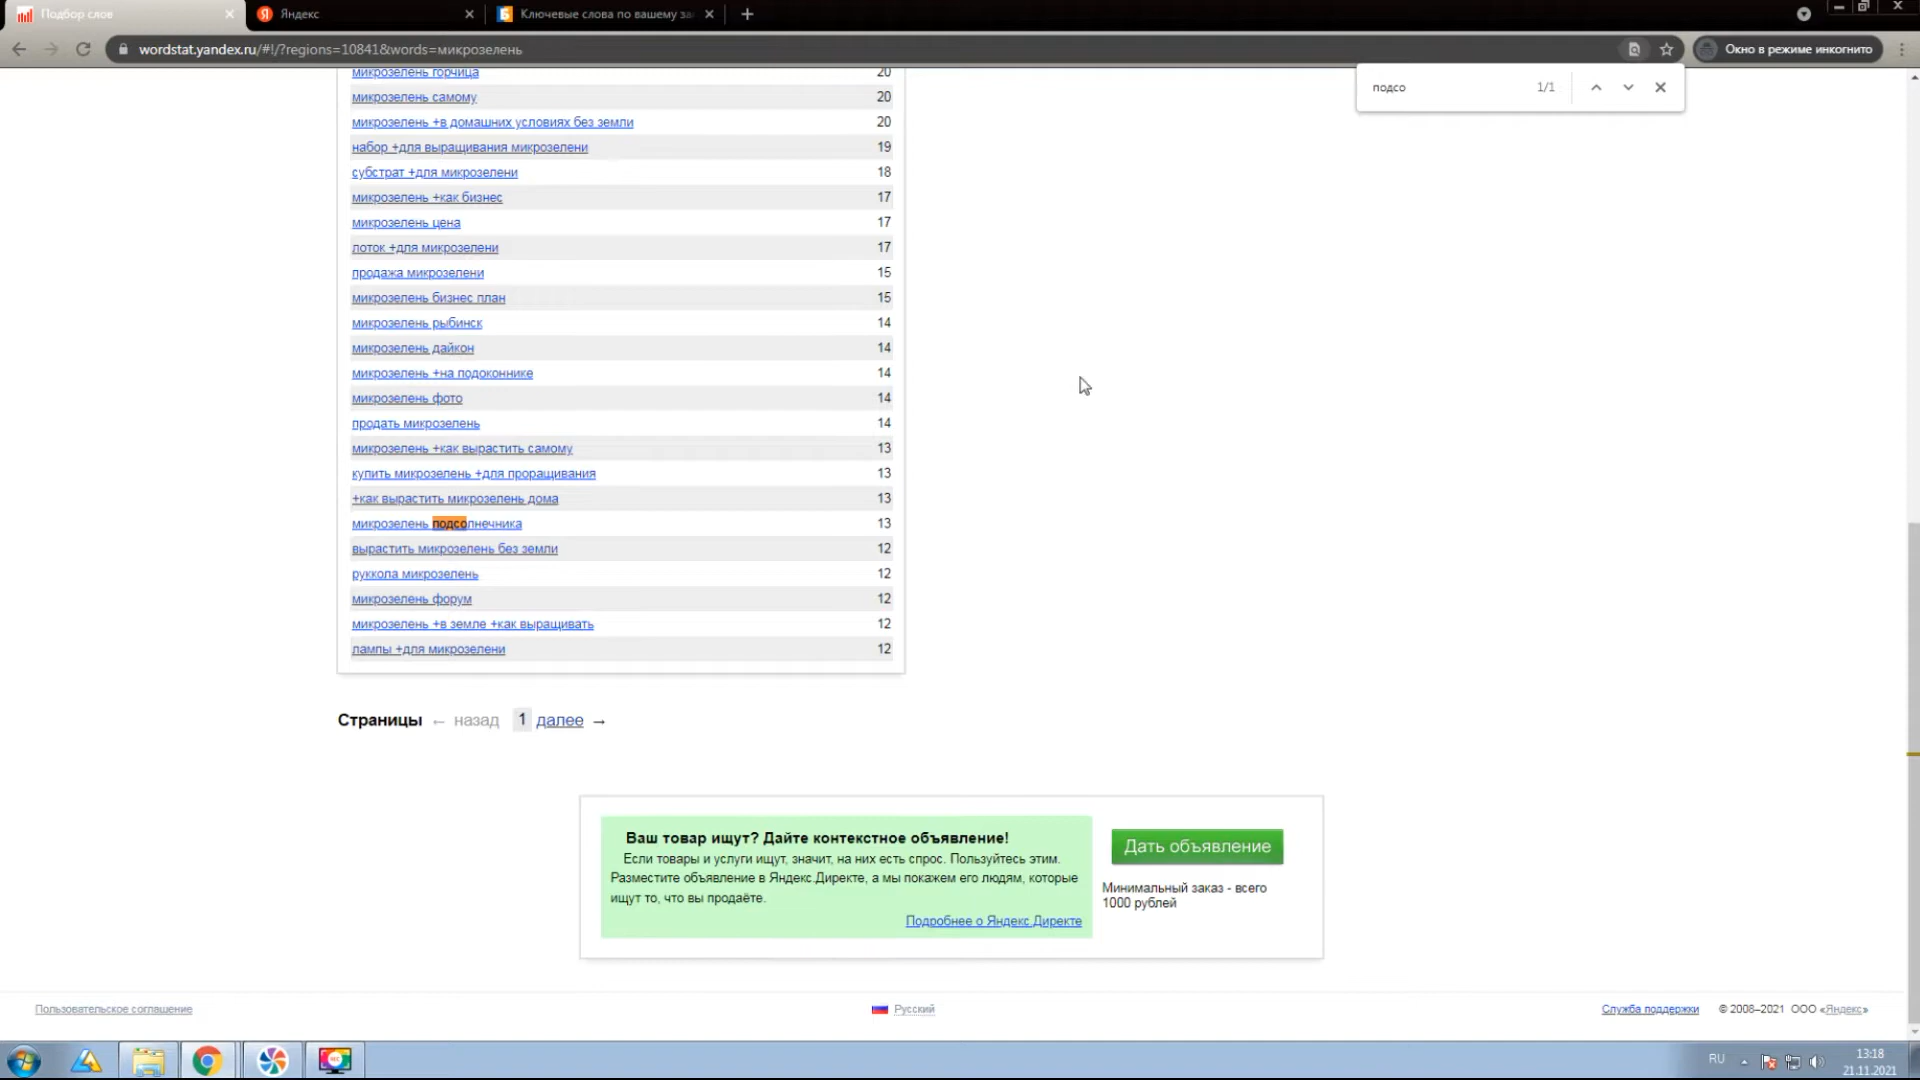 Подбор слов
Яндекс
Ключевые слова по вашему за
wordstat.yandex.ru/#!/?regions=10841&words=микрозелень
Окно в режиме инкогнито
подсо 1/1
микрозелень горчица 20
микрозелень самому 20
микрозелень +в домашних условиях без земли 20
набор +для выращивания микрозелени 19
субстрат +для микрозелени 18
микрозелень +как бизнес 17
микрозелень цена 17
лоток +для микрозелени 17
продажа микрозелени 15
микрозелень бизнес план 15
микрозелень рыбинск 14
микрозелень дайкон 14
микрозелень +на подоконнике 14
микрозелень фото 14
продать микрозелень 14
микрозелень +как вырастить самому 13
купить микрозелень +для проращивания 13
+как вырастить микрозелень дома 13
микрозелень подсолнечника 13
вырастить микрозелень без земли 12
руккола микрозелень 12
микрозелень форум 12
микрозелень +в земле +как выращивать 12
лампы +для микрозелени 12
Страницы ← назад 1 далее →
Ваш товар ищут? Дайте контекстное объявление!
Если товары и услуги ищут, значит, на них есть спрос. Пользуйтесь этим.
Разместите объявление в Яндекс.Директе, а мы покажем его людям, которые
ищут то, что вы продаёте.
Подробнее о Яндекс.Директе
Дать объявление
Минимальный заказ - всего
1000 рублей
Пользовательское соглашение
Русский
Служба поддержки © 2008–2021 ООО «Яндекс»
RU
13:18
21.11.2021